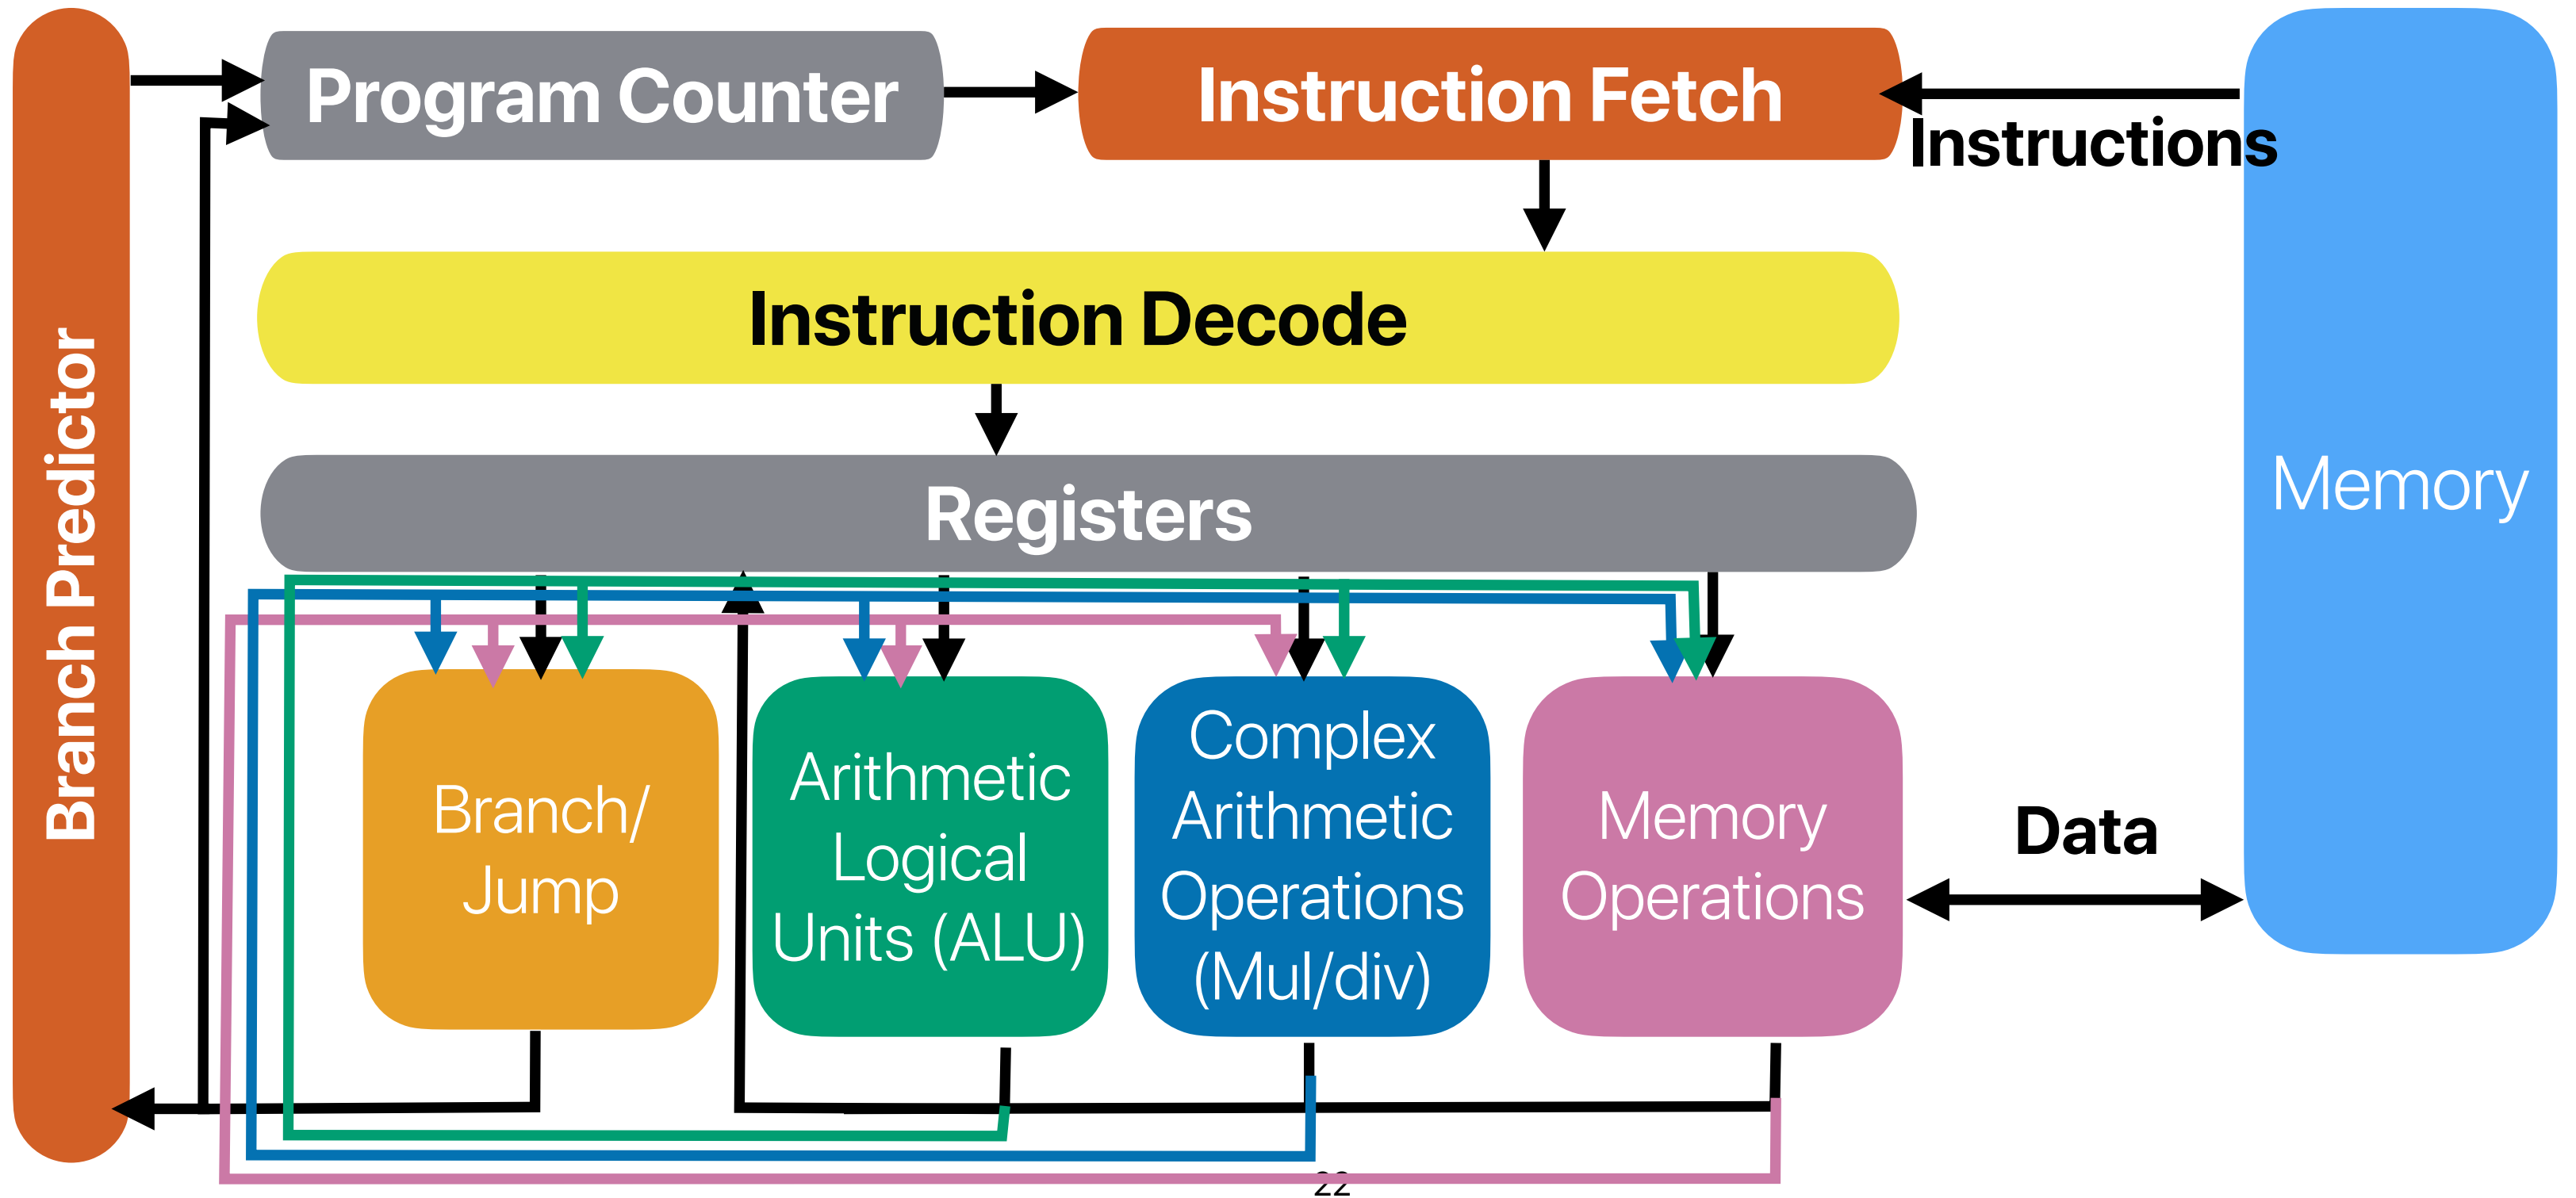 Program Counter
Instruction Fetch
Instructions
Instruction Decode
Registers
Branch Predictor
Memory
Branch/
Jump
Arithmetic
Logical
Units (ALU)
Complex
Arithmetic
Operations
(Mul/div)
Memory
Operations
Data
22